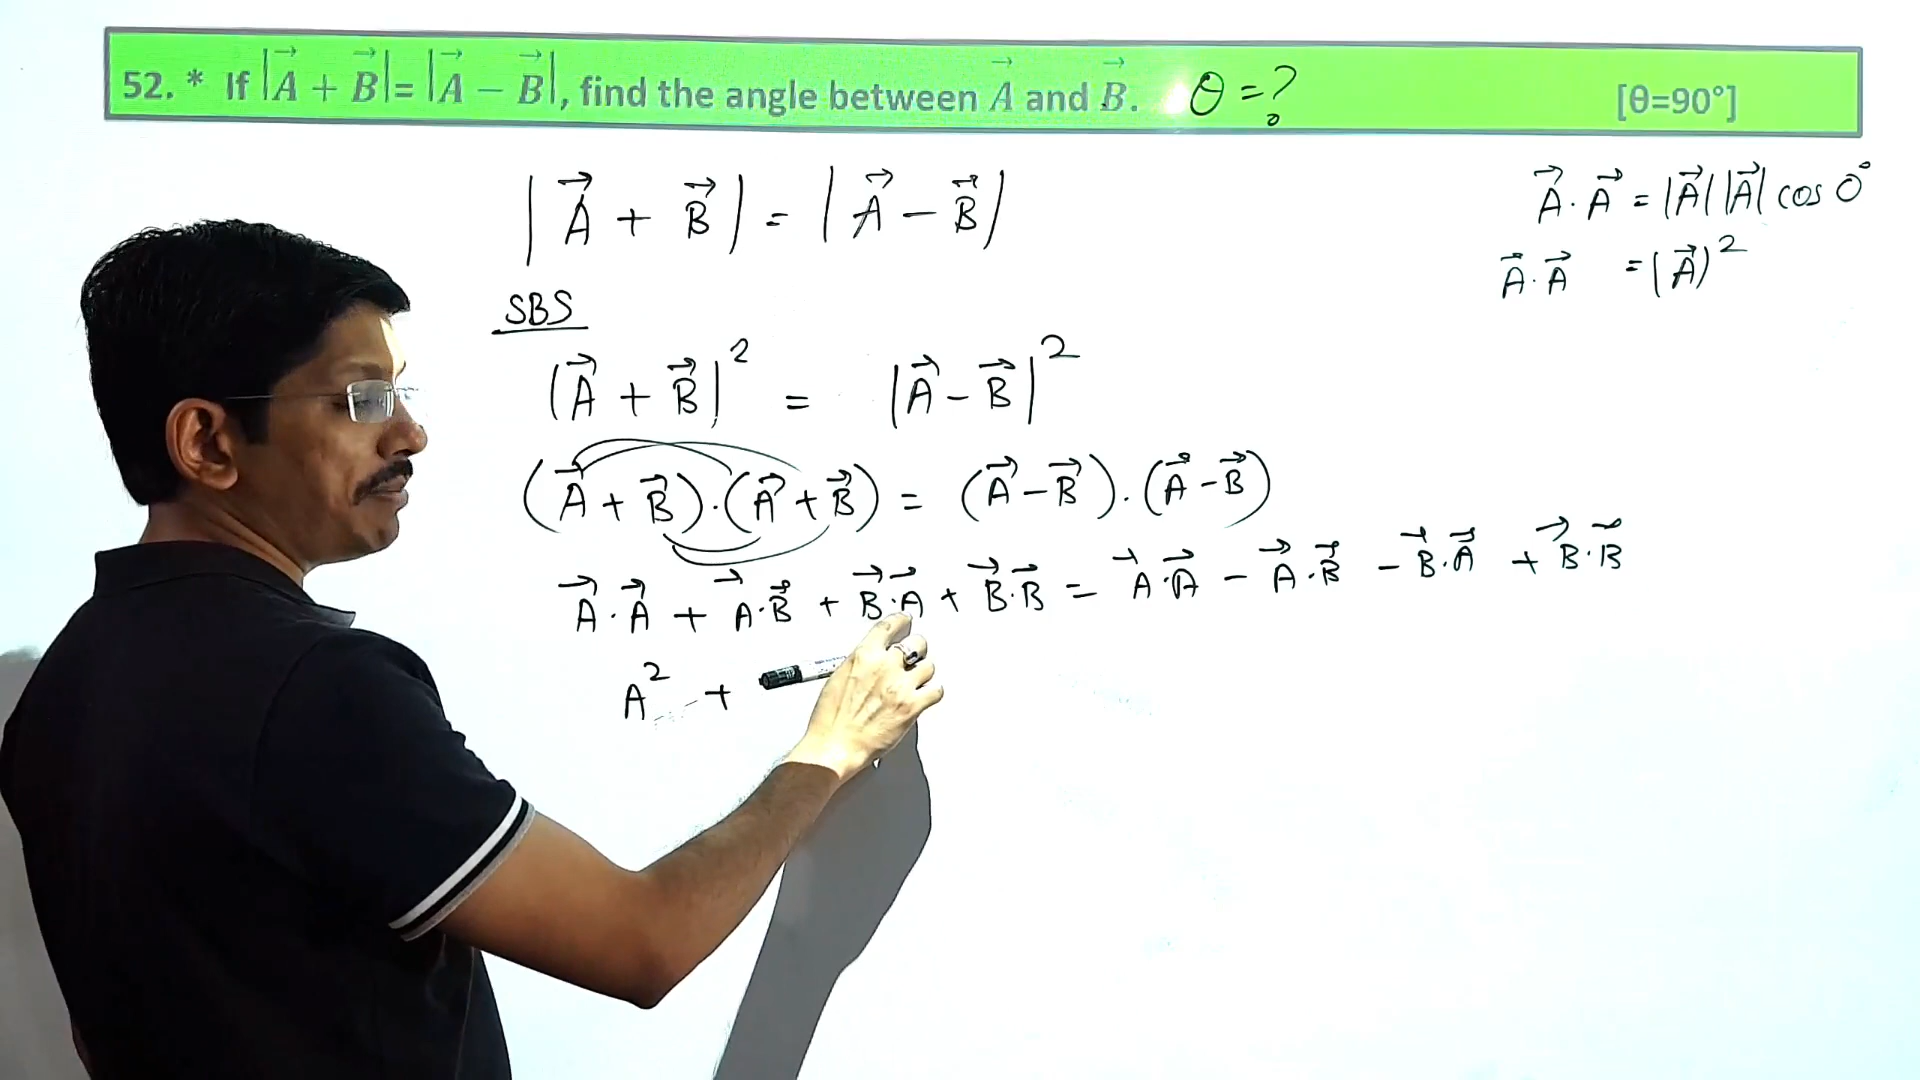 52. * If |A⃗ + B⃗|= |A⃗ − B⃗|, find the angle between A⃗ and B⃗. θ = ? [θ=90°]
|A⃗ + B⃗| = |A⃗ − B⃗|
SBS
|A⃗ + B⃗|² = |A⃗ − B⃗|²
(A⃗ + B⃗)·(A⃗ + B⃗) = (A⃗ − B⃗)·(A⃗ − B⃗)
A⃗·A⃗ + A⃗·B⃗ + B⃗·A⃗ + B⃗·B⃗ = A⃗·A⃗ − A⃗·B⃗ − B⃗·A⃗ + B⃗·B⃗
A² +
A⃗·A⃗ = |A⃗||A⃗| cos 0°
A⃗·A⃗ = |A⃗|²